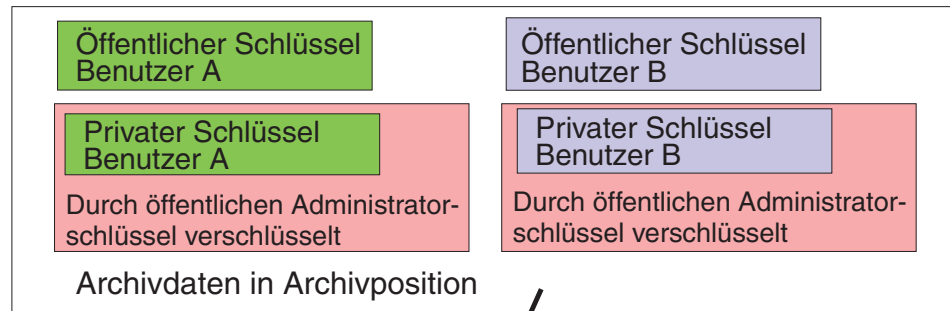 Öffentlicher Schlüssel
Benutzer A
Öffentlicher Schlüssel
Benutzer B
Privater Schlüssel
Benutzer A
Durch öffentlichen Administrator-
schlüssel verschlüsselt
Privater Schlüssel
Benutzer B
Durch öffentlichen Administrator-
schlüssel verschlüsselt
Archivdaten in Archivposition